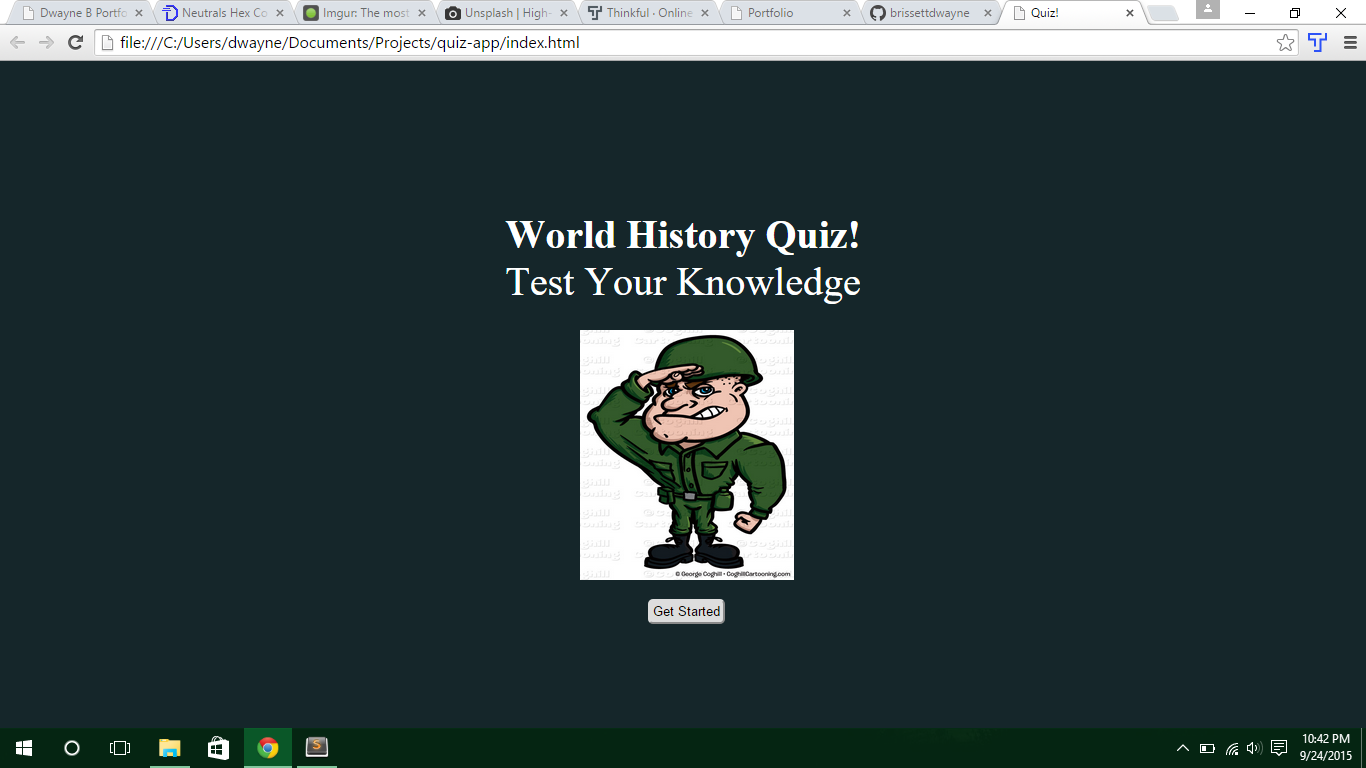 Dwayne B Portfo
Neutrals Hex Co
Imgur: The most
Unsplash | High-
Thinkful · Online
Portfolio
brissettdwayne
Quiz!
file:///C:/Users/dwayne/Documents/Projects/quiz-app/index.html
World History Quiz!
Test Your Knowledge
© George Coghill • CoghillCartooning.com
Get Started
10:42 PM
9/24/2015